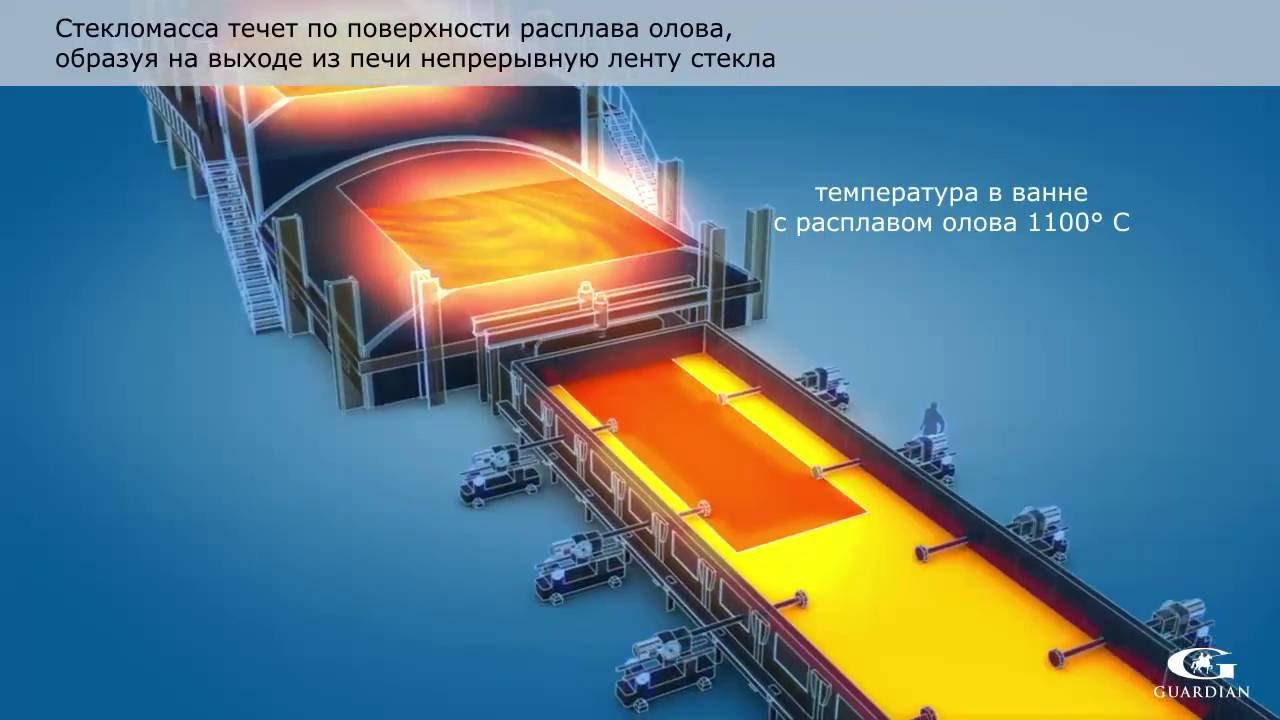 Стекломасса течет по поверхности расплава олова,
образуя на выходе из печи непрерывную ленту стекла
температура в ванне
с расплавом олова 1100° C
GUARDIAN